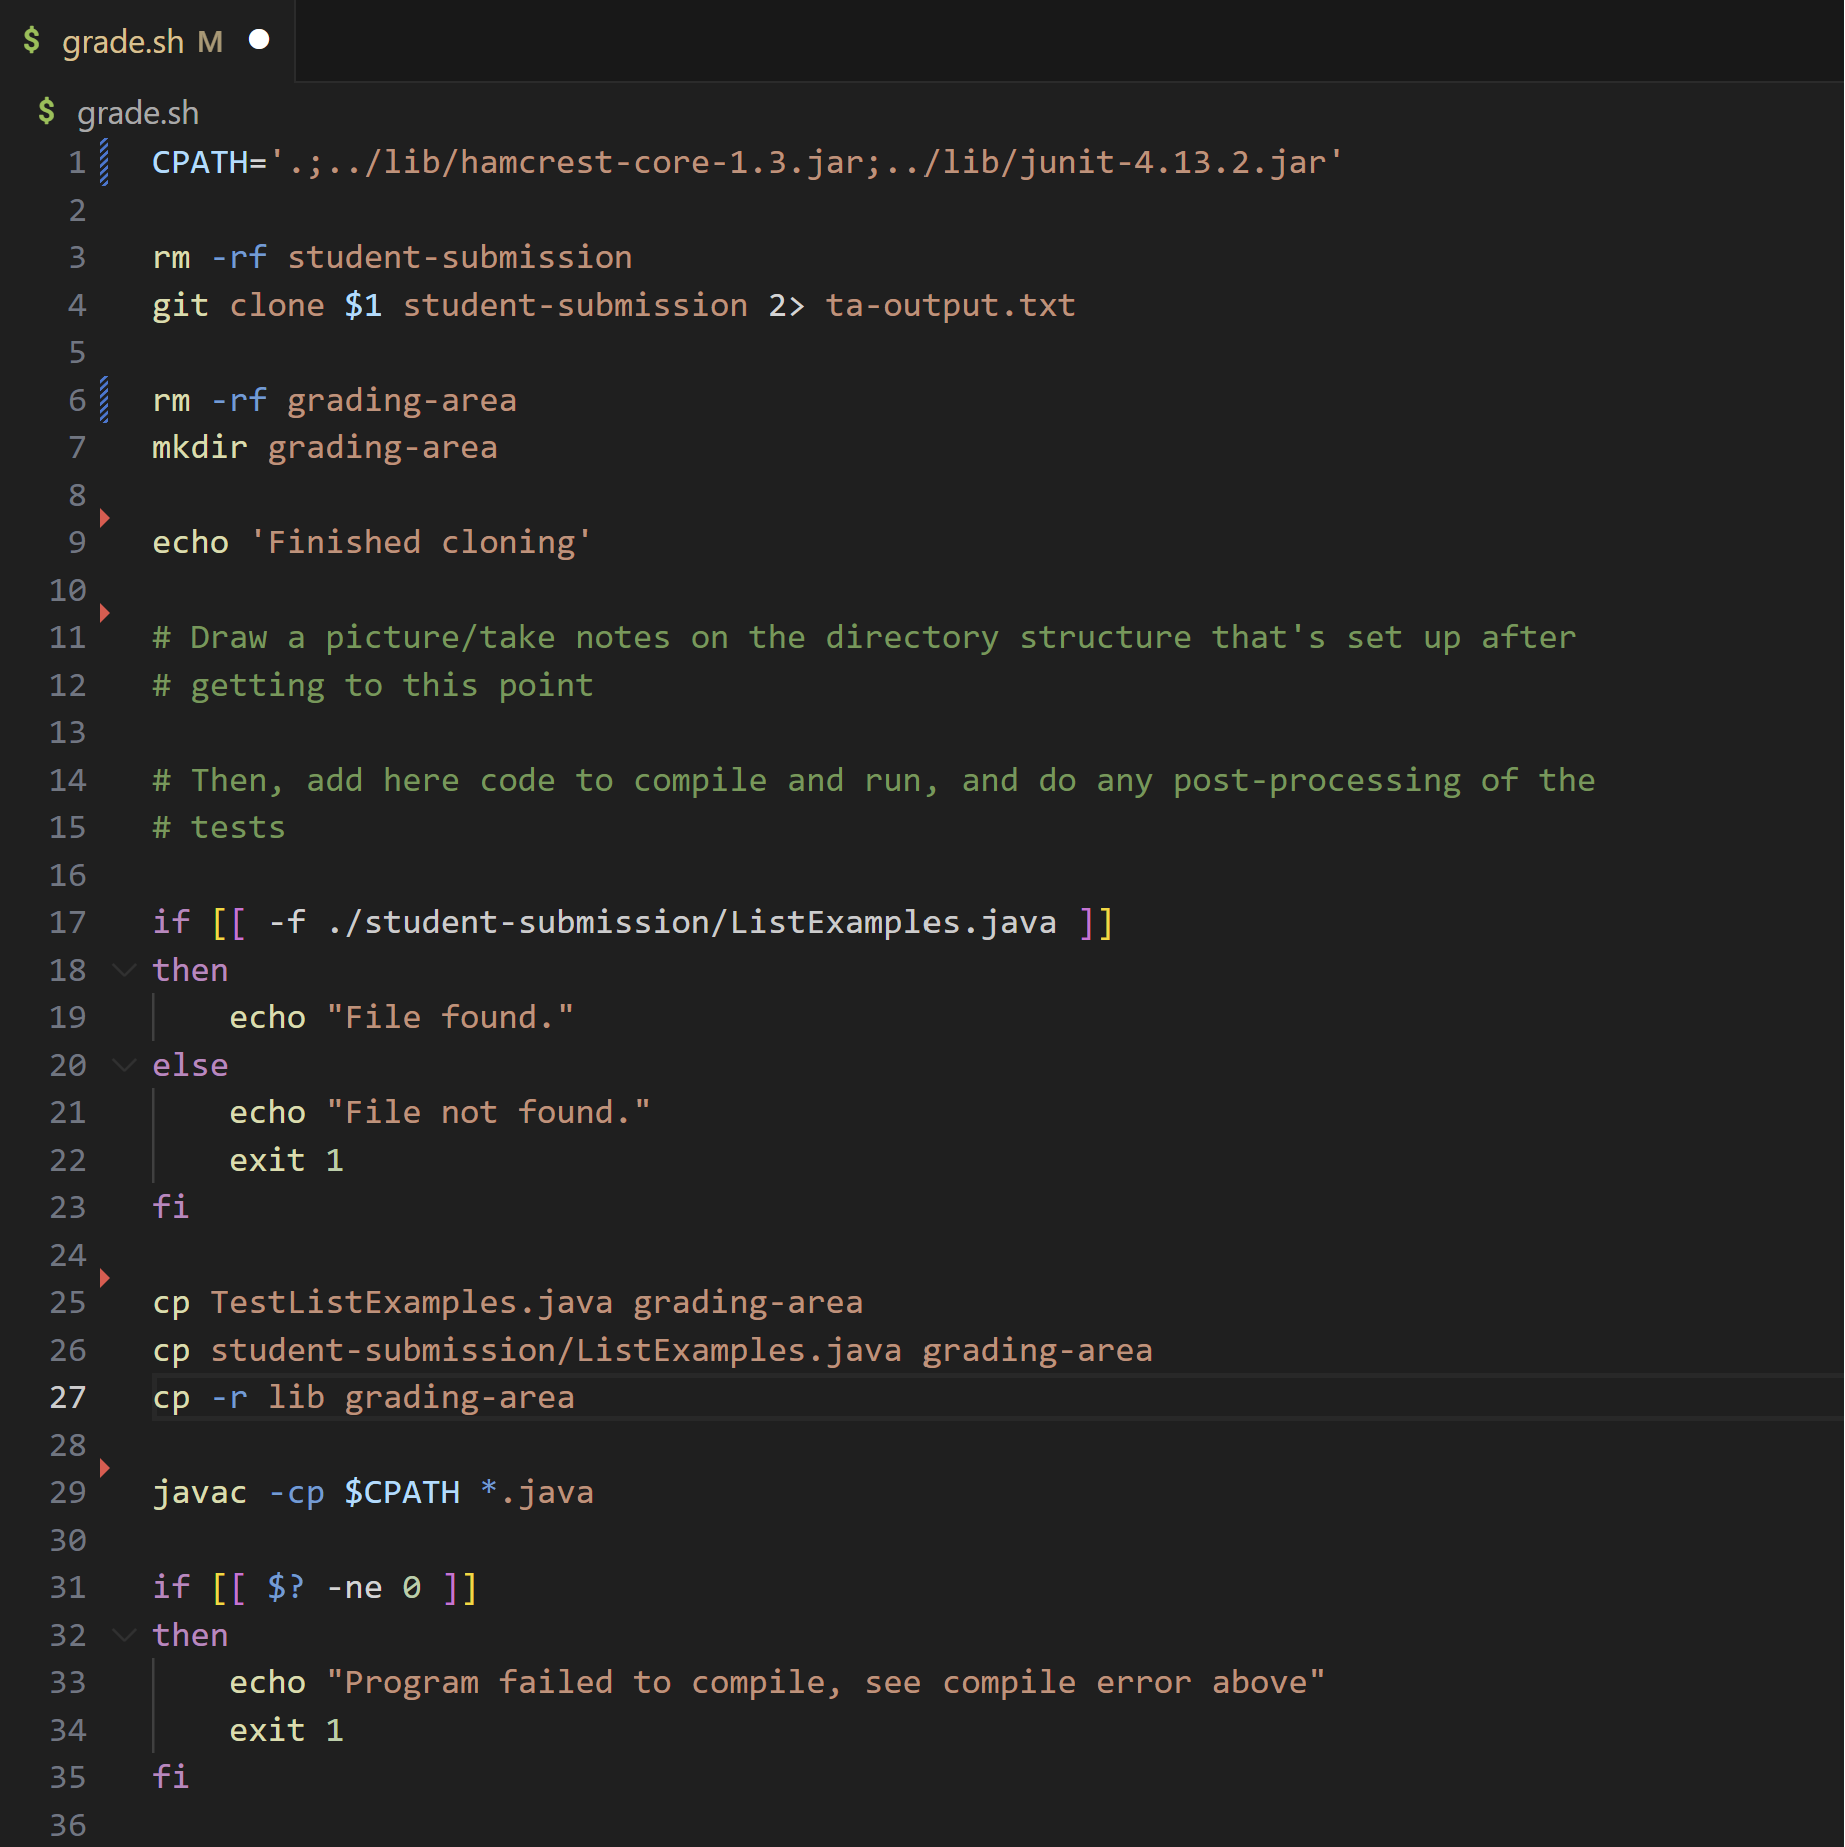 $ grade.sh M
$ grade.sh
1 CPATH='.;../lib/hamcrest-core-1.3.jar;../lib/junit-4.13.2.jar'
2
3 rm -rf student-submission
4 git clone $1 student-submission 2> ta-output.txt
5
6 rm -rf grading-area
7 mkdir grading-area
8
9 echo 'Finished cloning'
10
11 # Draw a picture/take notes on the directory structure that's set up after
12 # getting to this point
13
14 # Then, add here code to compile and run, and do any post-processing of the
15 # tests
16
17 if [[ -f ./student-submission/ListExamples.java ]]
18 then
19     echo "File found."
20 else
21     echo "File not found."
22     exit 1
23 fi
24
25 cp TestListExamples.java grading-area
26 cp student-submission/ListExamples.java grading-area
27 cp -r lib grading-area
28
29 javac -cp $CPATH *.java
30
31 if [[ $? -ne 0 ]]
32 then
33     echo "Program failed to compile, see compile error above"
34     exit 1
35 fi
36